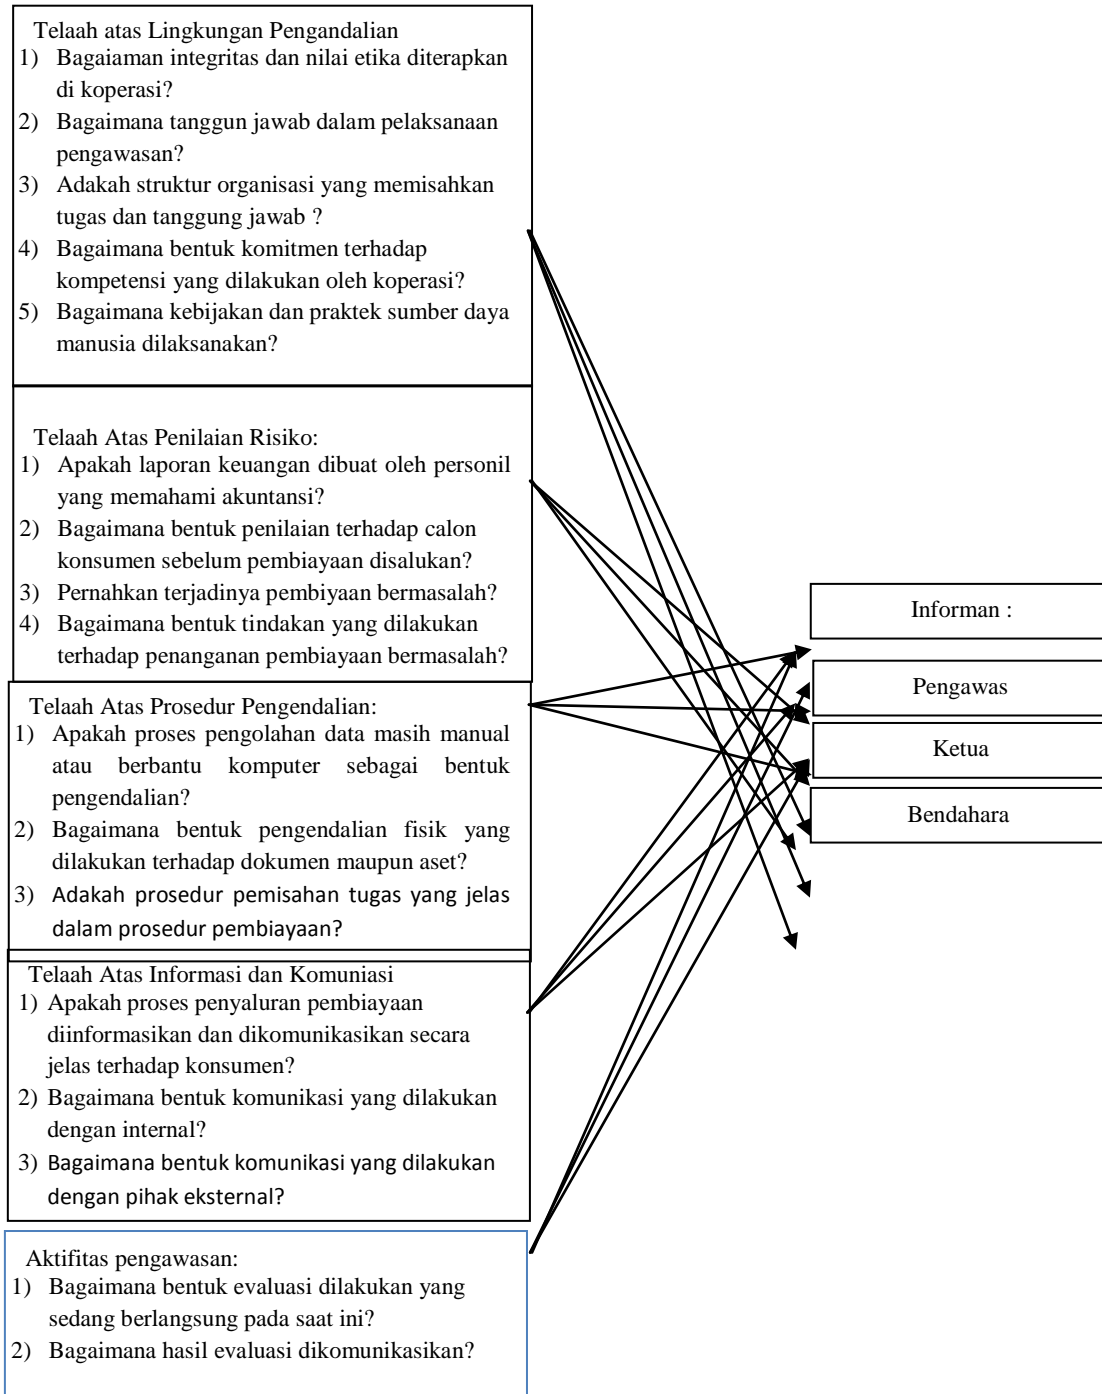 Telaah atas Lingkungan Pengandalian
1) Bagaiaman integritas dan nilai etika diterapkan
di koperasi?
2) Bagaimana tanggun jawab dalam pelaksanaan
pengawasan?
3) Adakah struktur organisasi yang memisahkan
tugas dan tanggung jawab ?
4) Bagaimana bentuk komitmen terhadap
kompetensi yang dilakukan oleh koperasi?
5) Bagaimana kebijakan dan praktek sumber daya
manusia dilaksanakan?
Telaah Atas Penilaian Risiko:
1) Apakah laporan keuangan dibuat oleh personil
yang memahami akuntansi?
2) Bagaimana bentuk penilaian terhadap calon
konsumen sebelum pembiayaan disalukan?
3) Pernahkan terjadinya pembiyaan bermasalah?
4) Bagaimana bentuk tindakan yang dilakukan
terhadap penanganan pembiayaan bermasalah?
Telaah Atas Prosedur Pengendalian:
1) Apakah proses pengolahan data masih manual
atau berbantu komputer sebagai bentuk
pengendalian?
2) Bagaimana bentuk pengendalian fisik yang
dilakukan terhadap dokumen maupun aset?
3) Adakah prosedur pemisahan tugas yang jelas
dalam prosedur pembiayaan?
Telaah Atas Informasi dan Komuniasi
1) Apakah proses penyaluran pembiayaan
diinformasikan dan dikomunikasikan secara
jelas terhadap konsumen?
2) Bagaimana bentuk komunikasi yang dilakukan
dengan internal?
3) Bagaimana bentuk komunikasi yang dilakukan
dengan pihak eksternal?
Aktifitas pengawasan:
1) Bagaimana bentuk evaluasi dilakukan yang
sedang berlangsung pada saat ini?
2) Bagaimana hasil evaluasi dikomunikasikan?
Informan :
Pengawas
Ketua
Bendahara